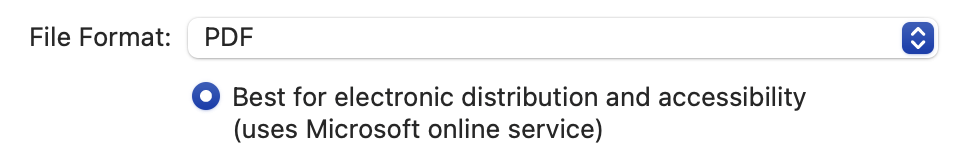 File Format: PDF
Best for electronic distribution and accessibility
(uses Microsoft online service)